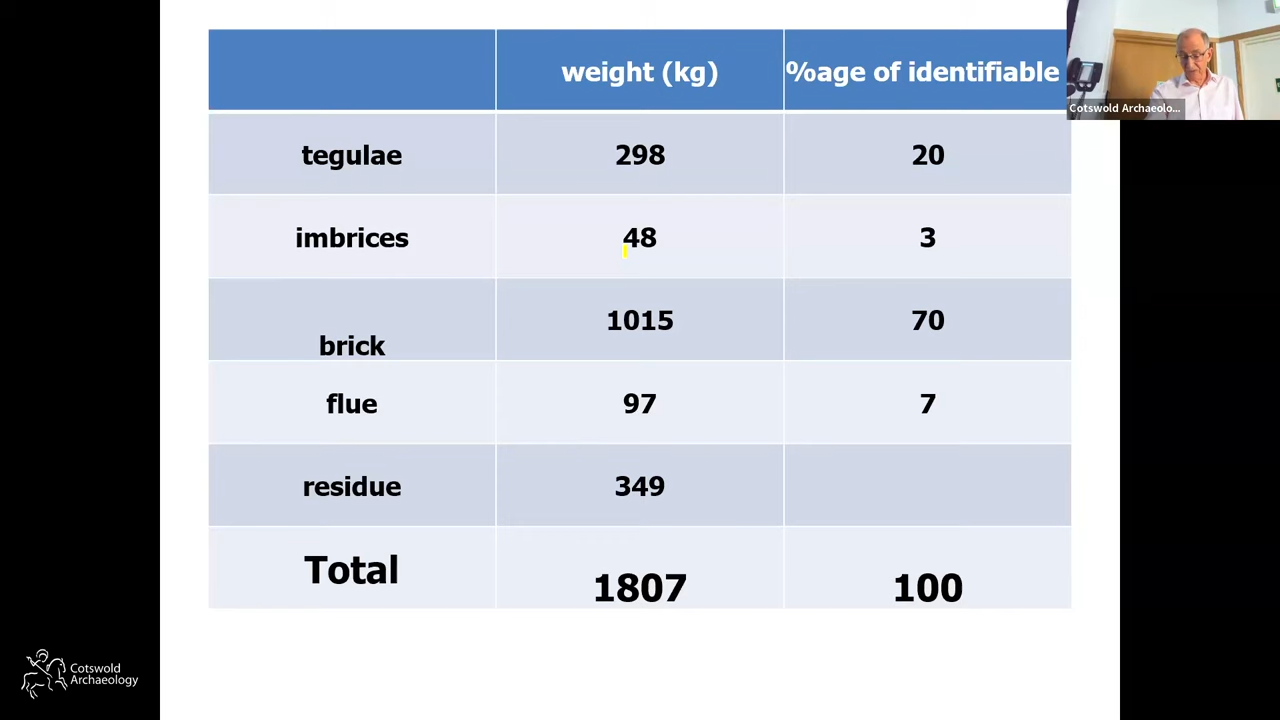 weight (kg) %age of identifiable
tegulae 298 20
imbrices 48 3
brick 1015 70
flue 97 7
residue 349
Total 1807 100
Cotswold Archaeolo...
Cotswold
Archaeology